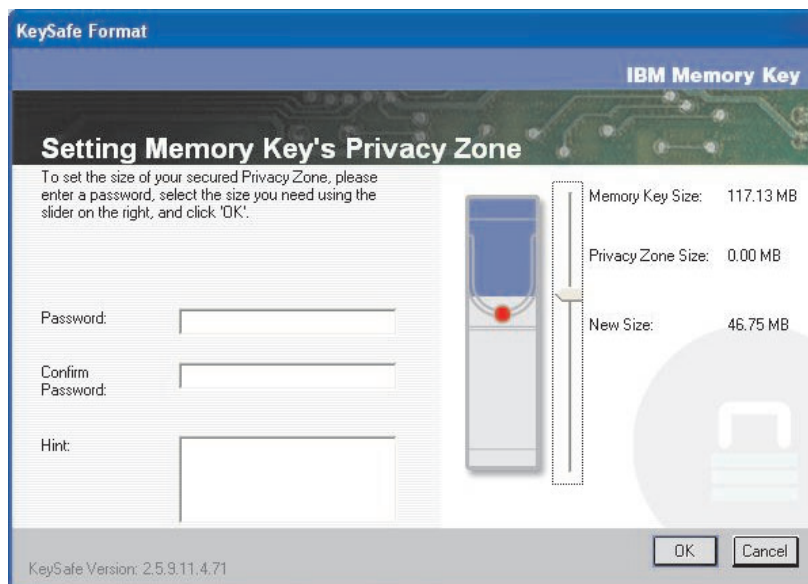 KeySafe Format
IBM Memory Key
Setting Memory Key's Privacy Zone
To set the size of your secured Privacy Zone, please
enter a password, select the size you need using the
slider on the right, and click 'OK'.
Memory Key Size: 117.13 MB
Privacy Zone Size: 0.00 MB
New Size: 46.75 MB
Password:
Confirm
Password:
Hint:
OK
Cancel
KeySafe Version: 2.5.9.11.4.71